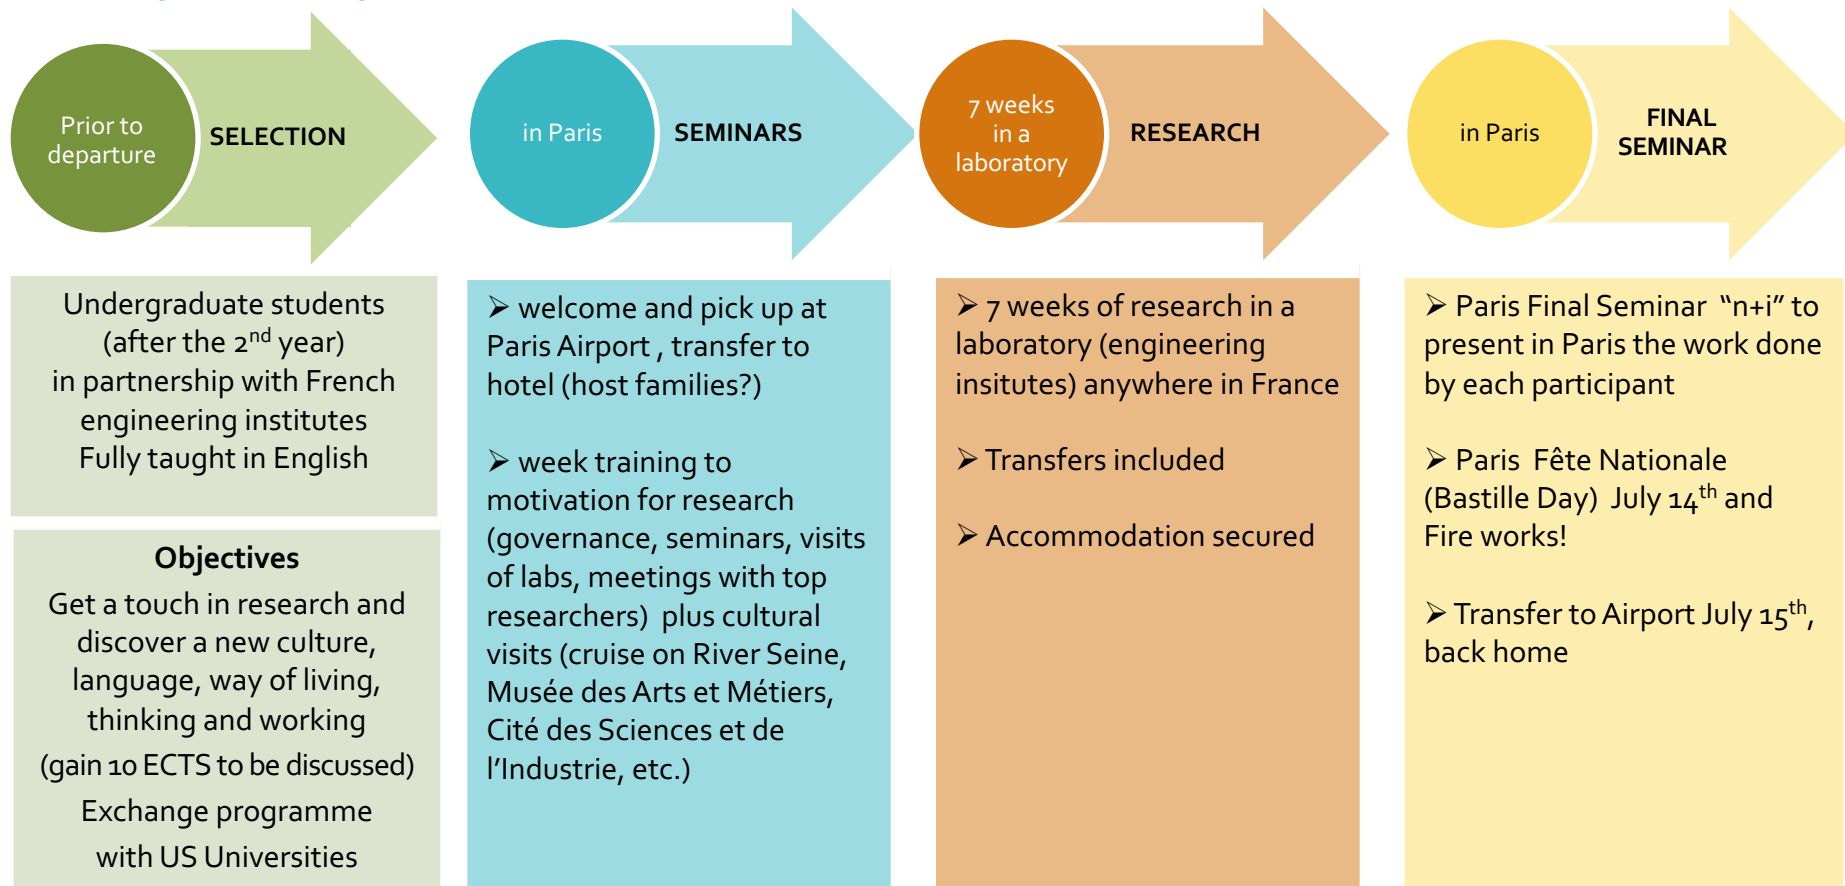 Prior to
departure
SELECTION
in Paris
SEMINARS
7 weeks
in a
laboratory
RESEARCH
in Paris
FINAL
SEMINAR
Undergraduate students
(after the 2nd year)
in partnership with French
engineering institutes
Fully taught in English
Objectives
Get a touch in research and
discover a new culture,
language, way of living,
thinking and working
(gain 10 ECTS to be discussed)
Exchange programme
with US Universities
➢ welcome and pick up at
Paris Airport , transfer to
hotel (host families?)
➢ week training to
motivation for research
(governance, seminars, visits
of labs, meetings with top
researchers) plus cultural
visits (cruise on River Seine,
Musée des Arts et Métiers,
Cité des Sciences et de
l’Industrie, etc.)
➢ 7 weeks of research in a
laboratory (engineering
insitutes) anywhere in France
➢ Transfers included
➢ Accommodation secured
➢ Paris Final Seminar “n+i” to
present in Paris the work done
by each participant
➢ Paris Fête Nationale
(Bastille Day) July 14th and
Fire works!
➢ Transfer to Airport July 15th,
back home